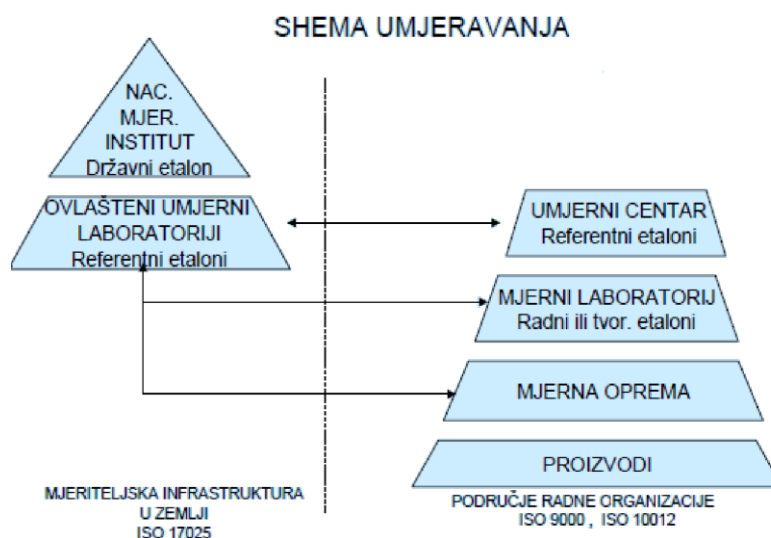 SHEMA UMJERAVANJA
NAC.
MJER.
INSTITUT
Državni etalon
OVLAŠTENI UMJERNI
LABORATORIJI
Referentni etaloni
UMJERNI CENTAR
Referentni etaloni
MJERNI LABORATORIJ
Radni ili tvor. etaloni
MJERNA OPREMA
PROIZVODI
MJERITELJSKA INFRASTRUKTURA
U ZEMLJI
ISO 17025
PODRUČJE RADNE ORGANIZACIJE
ISO 9000 , ISO 10012